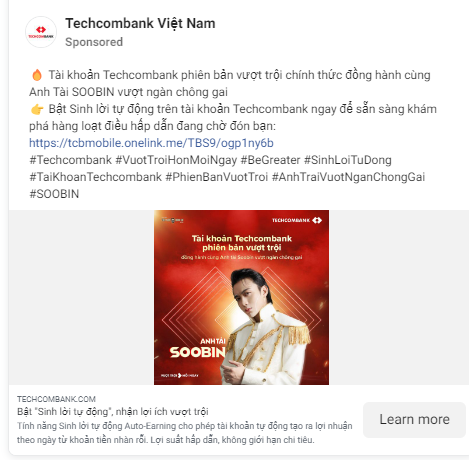 TECHCOMBANK
Techcombank Việt Nam
Sponsored
🔥 Tài khoản Techcombank phiên bản vượt trội chính thức đồng hành cùng
Anh Tài SOOBIN vượt ngàn chông gai
👉 Bật Sinh lời tự động trên tài khoản Techcombank ngay để sẵn sàng khám
phá hàng loạt điều hấp dẫn đang chờ đón bạn:
https://tcbmobile.onelink.me/TBS9/ogp1ny6b
#Techcombank #VuotTroiHonMoiNgay #BeGreater #SinhLoiTuDong
#TaiKhoanTechcombank #PhienBanVuotTroi #AnhTraiVuotNganChongGai
#SOOBIN
TECHCOMBANK
Tài khoản Techcombank
phiên bản vượt trội
đồng hành cùng Anh tài Soobin vượt ngàn chông gai
ANH TÀI
SOOBIN
VƯỢT TRỘI HƠN MỖI NGÀY
TECHCOMBANK.COM
Bật "Sinh lời tự động", nhận lợi ích vượt trội
Tính năng Sinh lời tự động Auto-Earning cho phép tài khoản tự động tạo ra lợi nhuận
theo ngày từ khoản tiền nhàn rỗi. Lợi suất hấp dẫn, không giới hạn chi tiêu.
Learn more